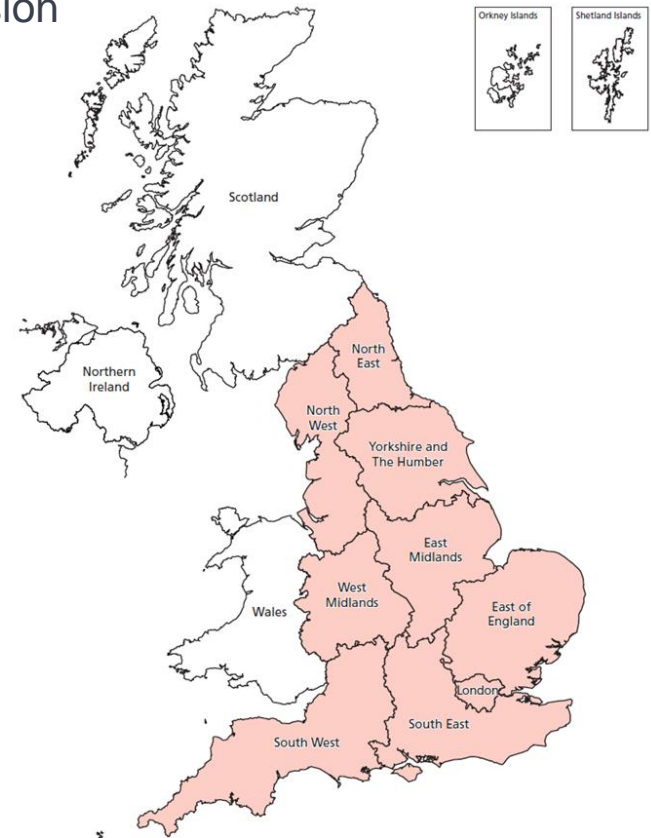 Orkney Islands
Shetland Islands
Scotland
Northern
Ireland
North
East
North
West
Yorkshire and
The Humber
East
Midlands
West
Midlands
East of
England
Wales
London
South East
South West